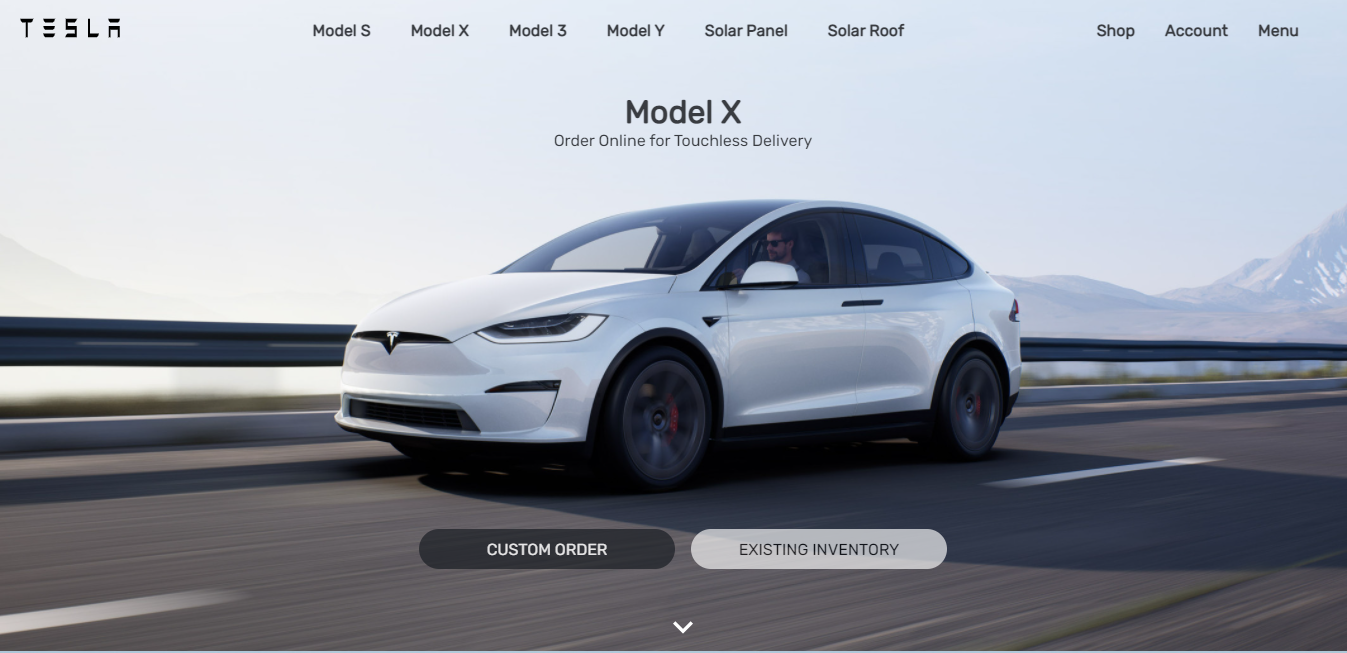 TESLA
Model S
Model X
Model 3
Model Y
Solar Panel
Solar Roof
Shop
Account
Menu
Model X
Order Online for Touchless Delivery
CUSTOM ORDER
EXISTING INVENTORY